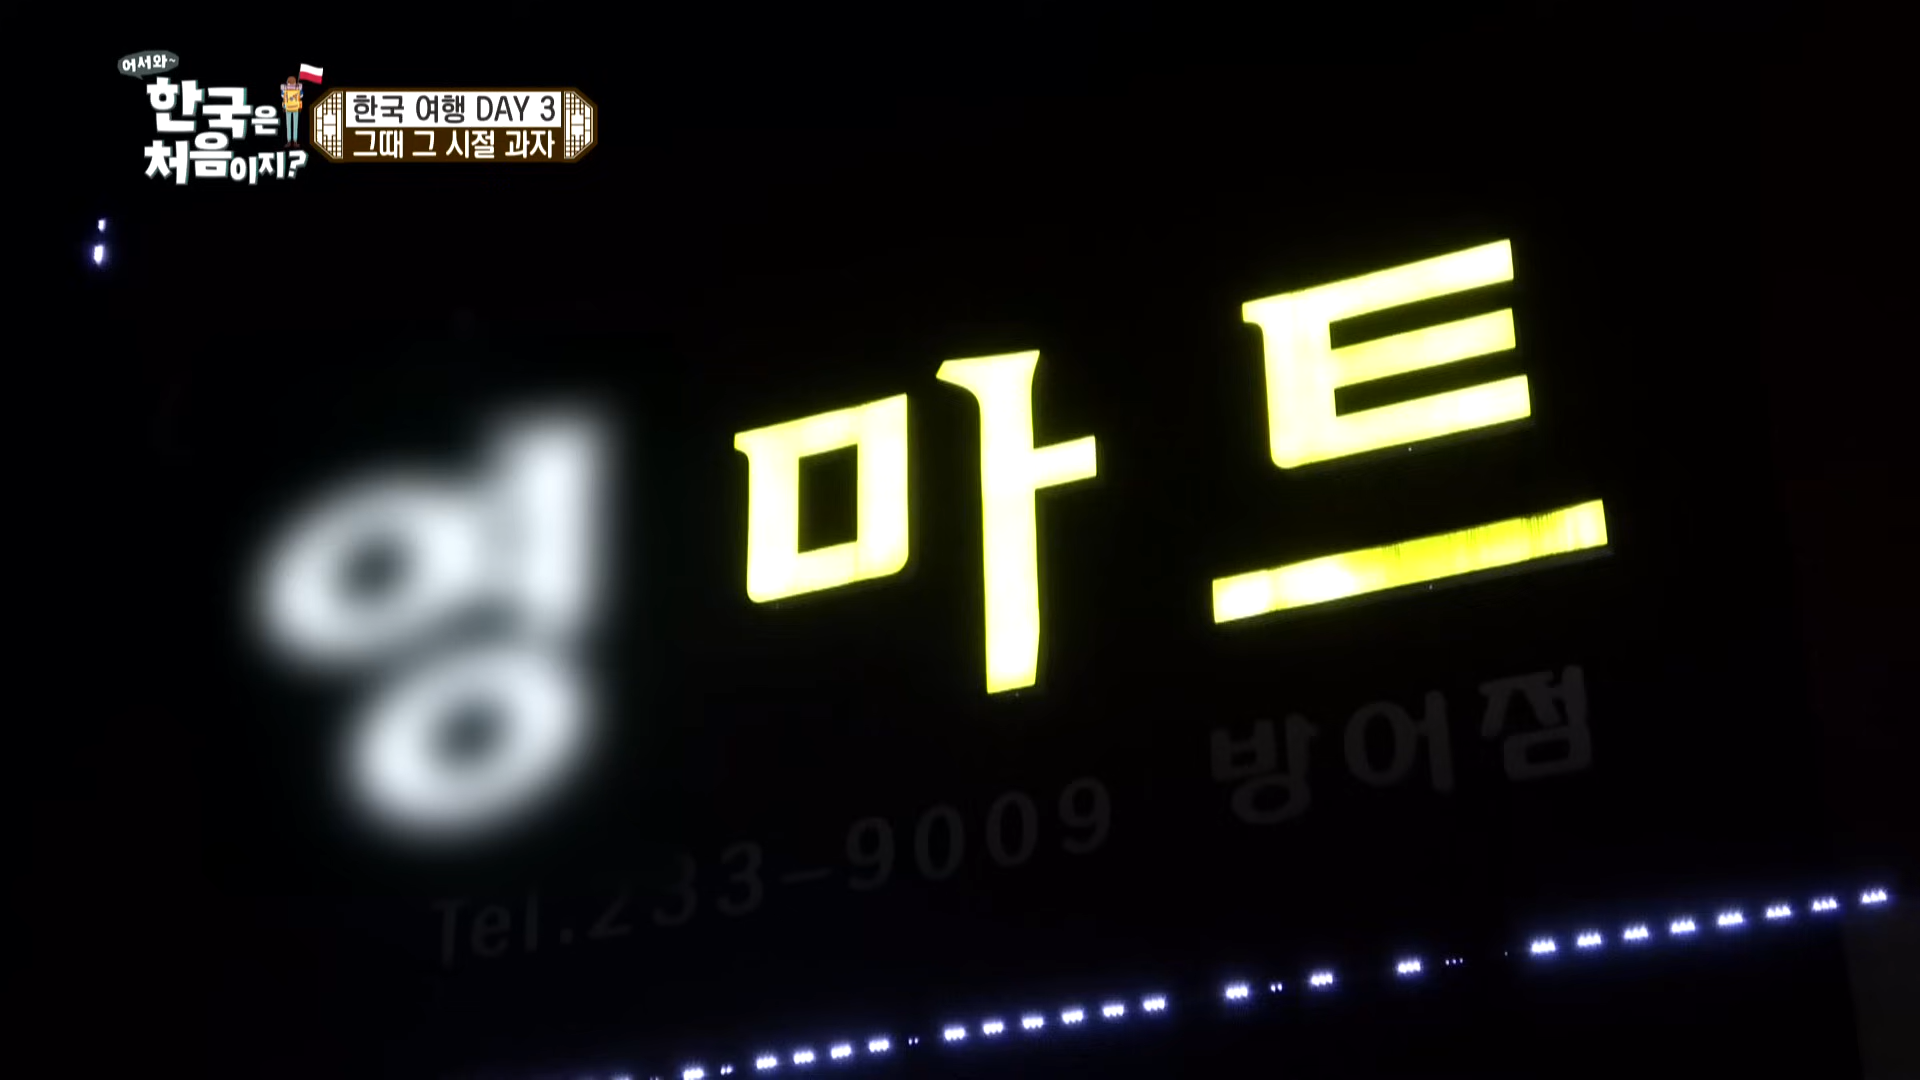 어서와~
한국은
처음이지?
한국 여행 DAY 3
그때 그 시절 과자
마트
방어점
Tel.233-9009